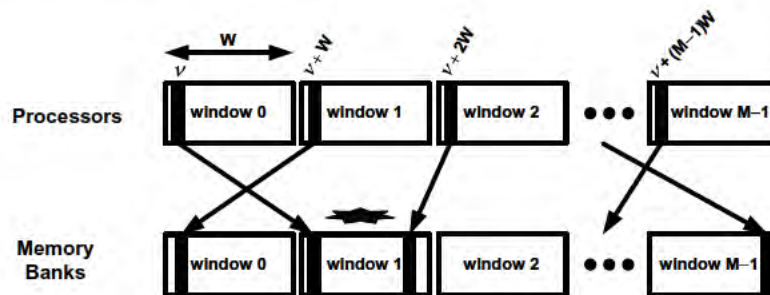 W
ν
ν+W
ν+2W
ν+(M–1)W
Processors
window 0
window 1
window 2
window M–1
Memory
Banks
window 0
window 1
window 2
window M–1